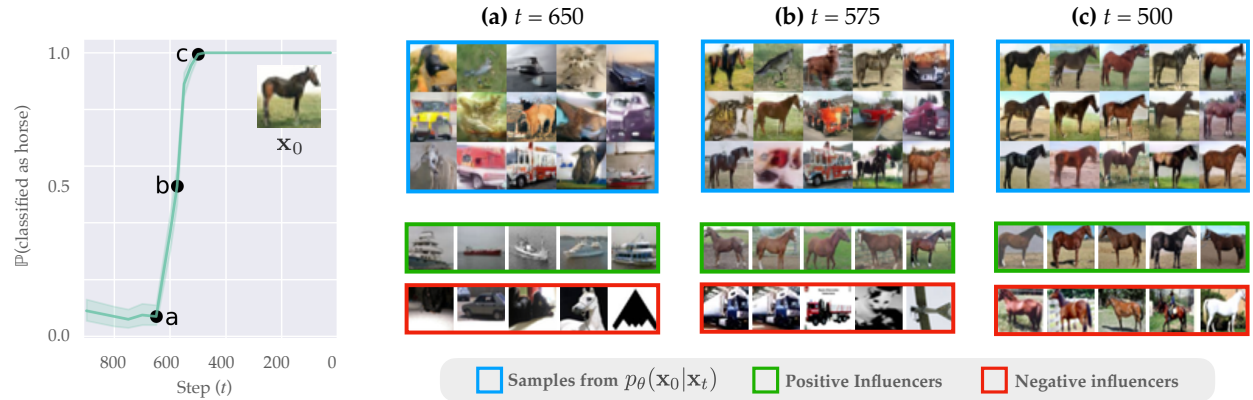 (a) t = 650
(b) t = 575
(c) t = 500
ℙ(classified as horse)
1.0
0.5
0.0
c
b
a
x₀
800 600 400 200 0
Step (t)
Samples from pθ(x₀|xₜ)
Positive Influencers
Negative influencers